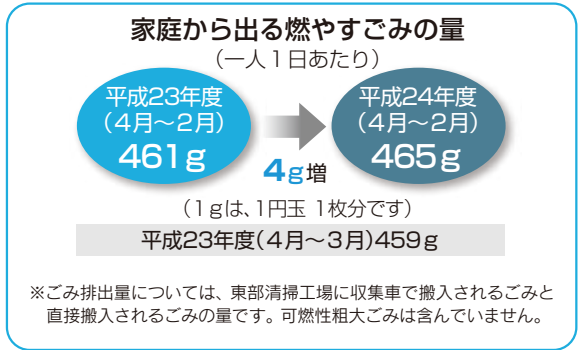 家庭から出る燃やすごみの量
（一人１日あたり）
平成23年度
（４月～２月）
461g
平成24年度
（４月～２月）
465g
4g増
（１gは、１円玉 １枚分です）
平成23年度（４月～３月）459g
※ごみ排出量については、東部清掃工場に収集車で搬入されるごみと
直接搬入されるごみの量です。可燃性粗大ごみは含んでいません。